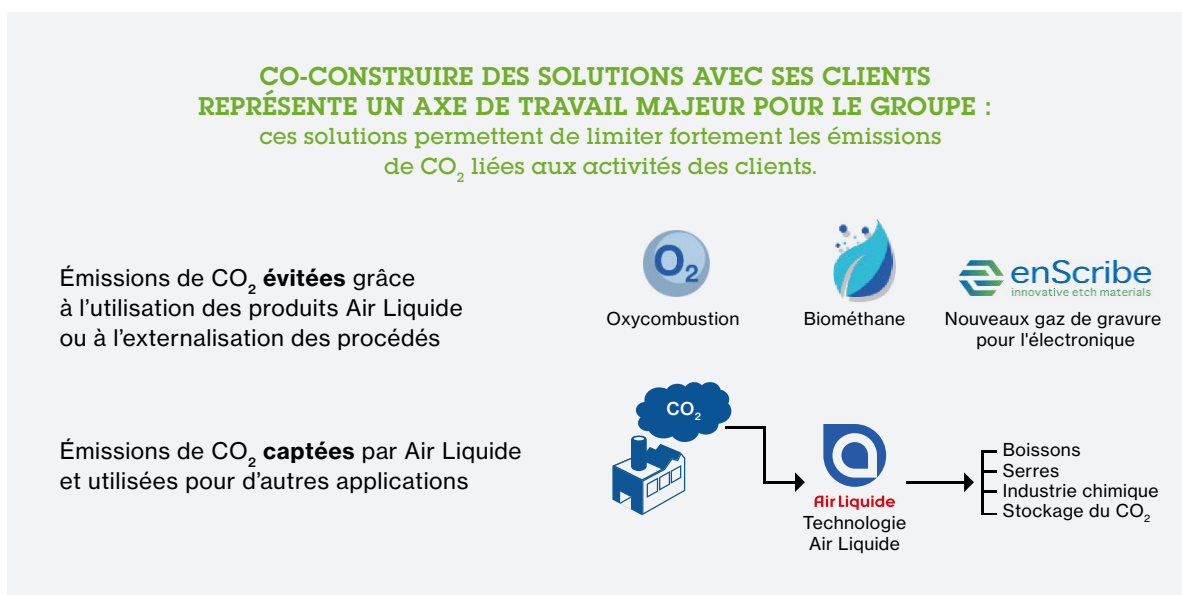 CO-CONSTRUIRE DES SOLUTIONS AVEC SES CLIENTS
REPRÉSENTE UN AXE DE TRAVAIL MAJEUR POUR LE GROUPE :
ces solutions permettent de limiter fortement les émissions
de CO₂ liées aux activités des clients.
Émissions de CO₂ évitées grâce
à l'utilisation des produits Air Liquide
ou à l'externalisation des procédés
O₂
Oxycombustion
Biométhane
enScribe
innovative etch materials
Nouveaux gaz de gravure
pour l'électronique
Émissions de CO₂ captées par Air Liquide
et utilisées pour d'autres applications
CO₂
Air Liquide
Technologie
Air Liquide
Boissons
Serres
Industrie chimique
Stockage du CO₂